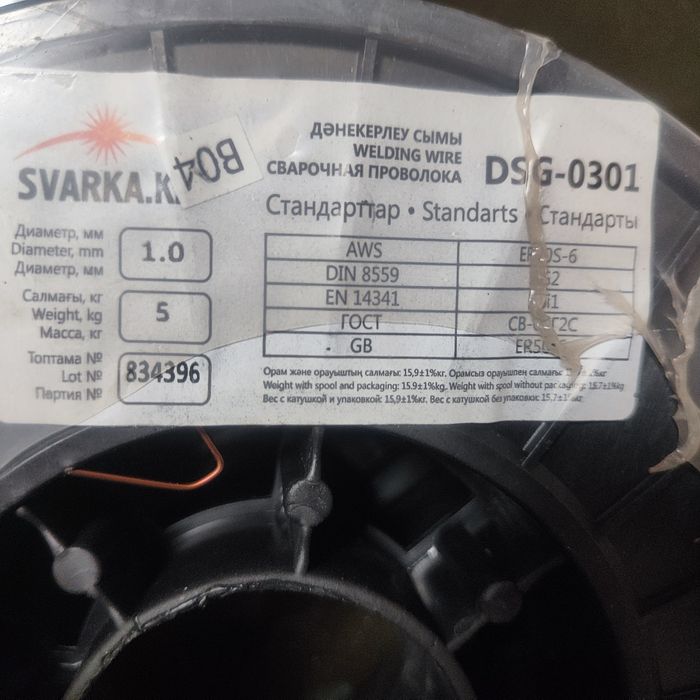 ДӘНЕКЕРЛЕУ СЫМЫ
WELDING WIRE
СВАРОЧНАЯ ПРОВОЛОКА
DSG-0301
SVARKA.K
B04
Стандарттар • Standarts Стандарты
Диаметр, мм
Diameter, mm
Диаметр, мм
1.0
Салмағы, кг
Weight, kg
Масса, кг
5
Топтама №
Lot №
Партия №
834396
AWS
DIN 8559
EN 14341
ГОСТ
GB
Орам және орауыштың салмағы: 15,9±1%кг. Орамсыз орауышпен салмағы:
Weight with spool and packaging: 15.9±1%kg. Weight with spool without packaging: 15.7±1%kg
Вес с катушкой и упаковкой: 15,9±1%кг. Вес с катушкой без упаковки: 15,7±1%кг